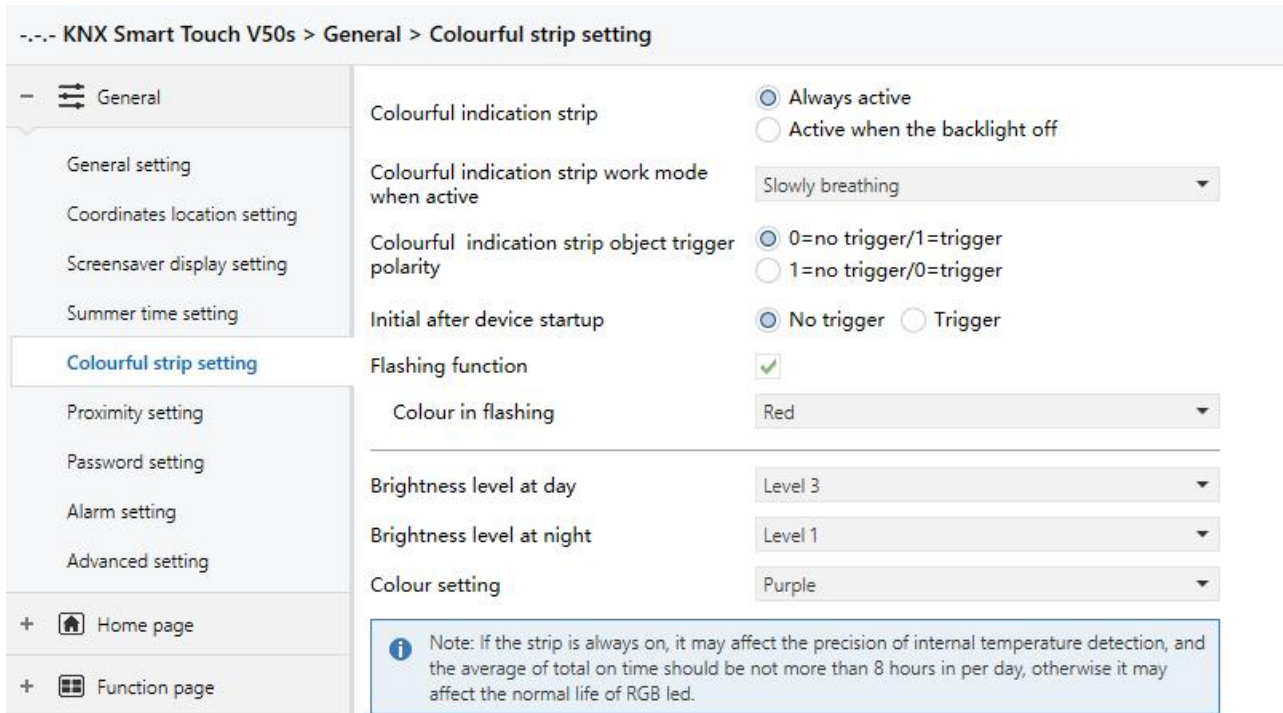 -.-.- KNX Smart Touch V50s > General > Colourful strip setting
General
General setting
Coordinates location setting
Screensaver display setting
Summer time setting
Colourful strip setting
Proximity setting
Password setting
Alarm setting
Advanced setting
Home page
Function page
Colourful indication strip
Always active
Active when the backlight off
Colourful indication strip work mode
when active
Slowly breathing
Colourful  indication strip object trigger
polarity
0=no trigger/1=trigger
1=no trigger/0=trigger
Initial after device startup
No trigger
Trigger
Flashing function
Colour in flashing
Red
Brightness level at day
Level 3
Brightness level at night
Level 1
Colour setting
Purple
Note: If the strip is always on, it may affect the precision of internal temperature detection, and
the average of total on time should be not more than 8 hours in per day, otherwise it may
affect the normal life of RGB led.